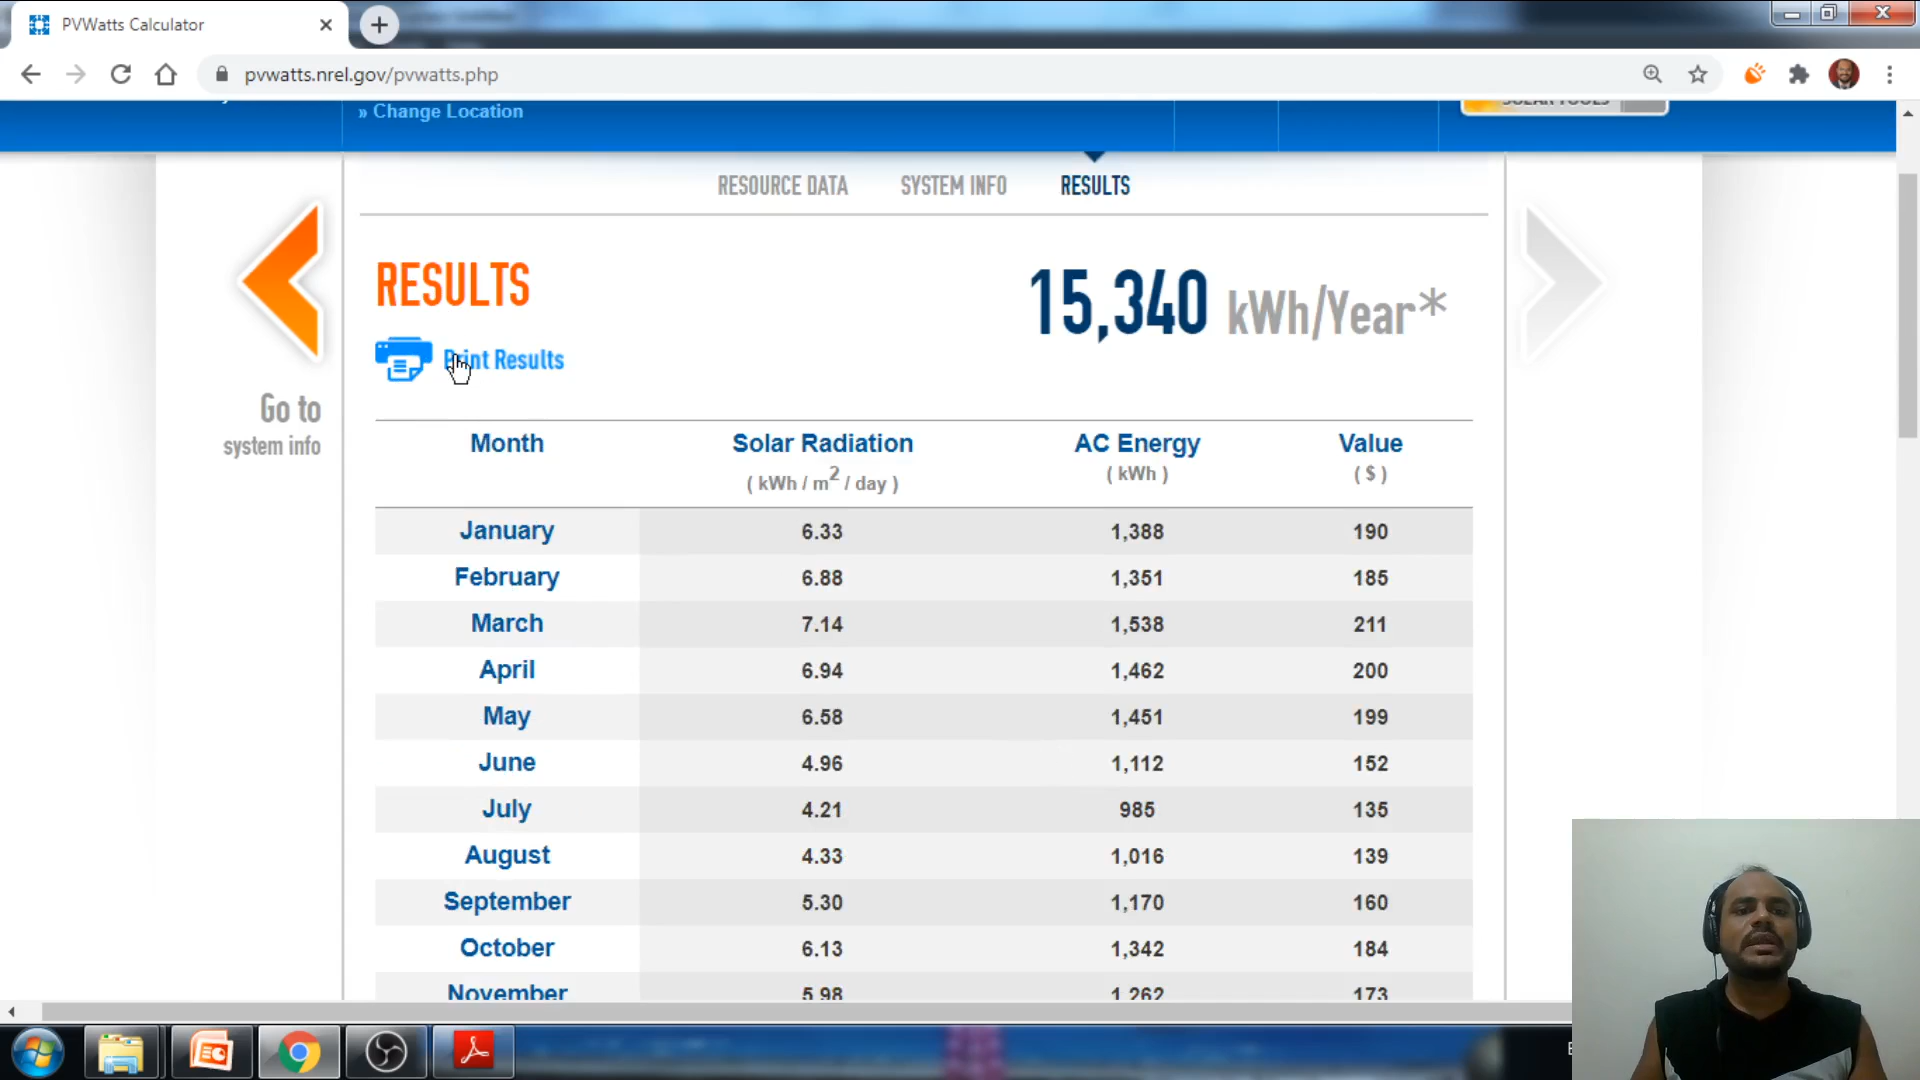 PVWatts Calculator
pvwatts.nrel.gov/pvwatts.php
» Change Location
SOLAR TOOLS
RESOURCE DATA SYSTEM INFO RESULTS
RESULTS
15,340 kWh/Year*
Print Results
Go to
system info
Month Solar Radiation AC Energy Value
( kWh / m2 / day ) ( kWh ) ( $ )
January 6.33 1,388 190
February 6.88 1,351 185
March 7.14 1,538 211
April 6.94 1,462 200
May 6.58 1,451 199
June 4.96 1,112 152
July 4.21 985 135
August 4.33 1,016 139
September 5.30 1,170 160
October 6.13 1,342 184
November 5.98 1,262 173